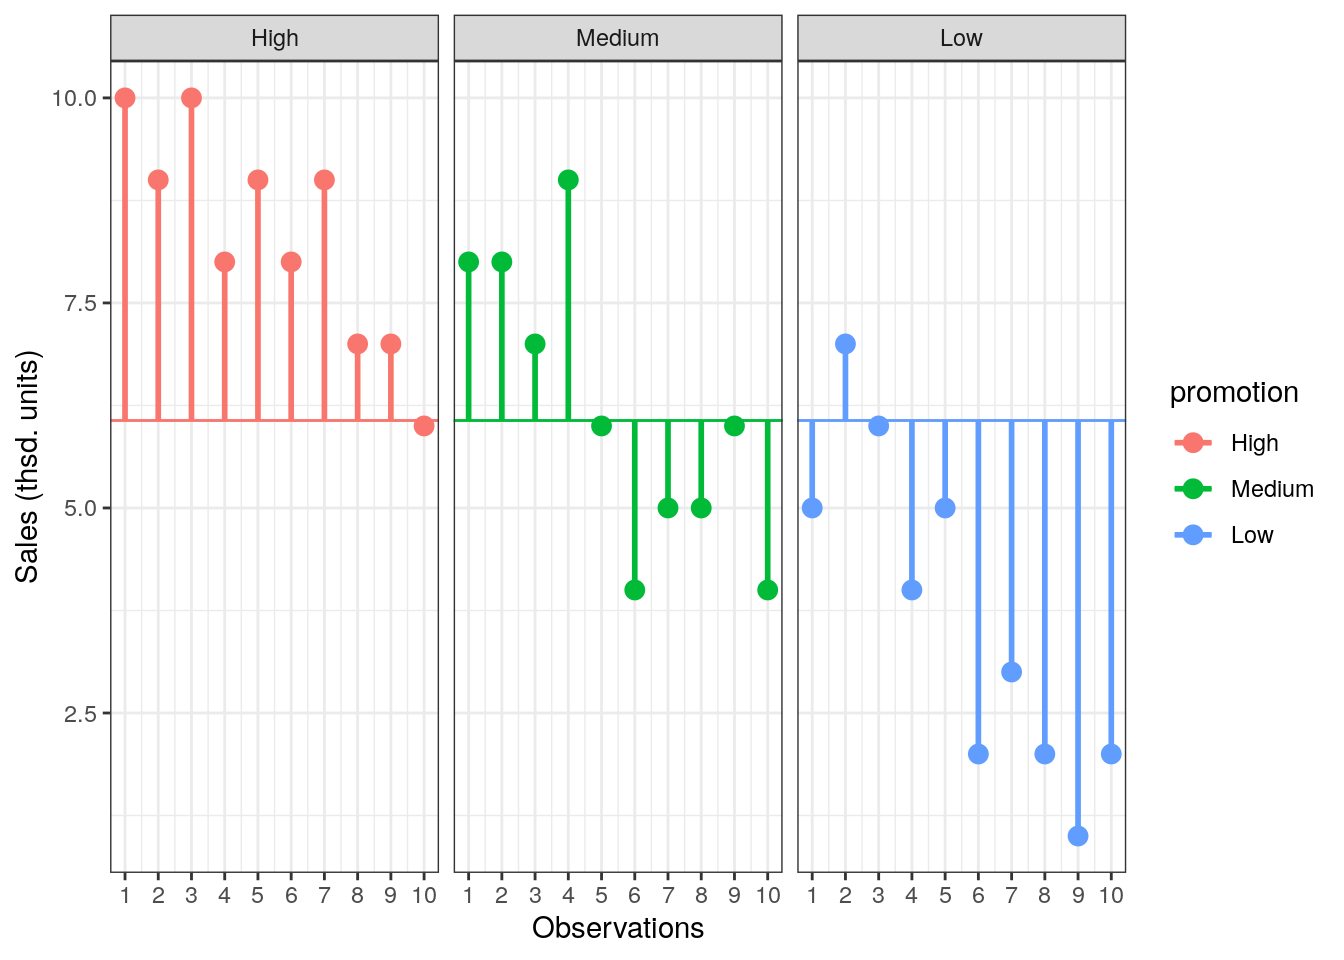 High Medium Low
Sales (thsd. units)
10.0
7.5
5.0
2.5
1 2 3 4 5 6 7 8 9 10 1 2 3 4 5 6 7 8 9 10 1 2 3 4 5 6 7 8 9 10
Observations
promotion
High
Medium
Low